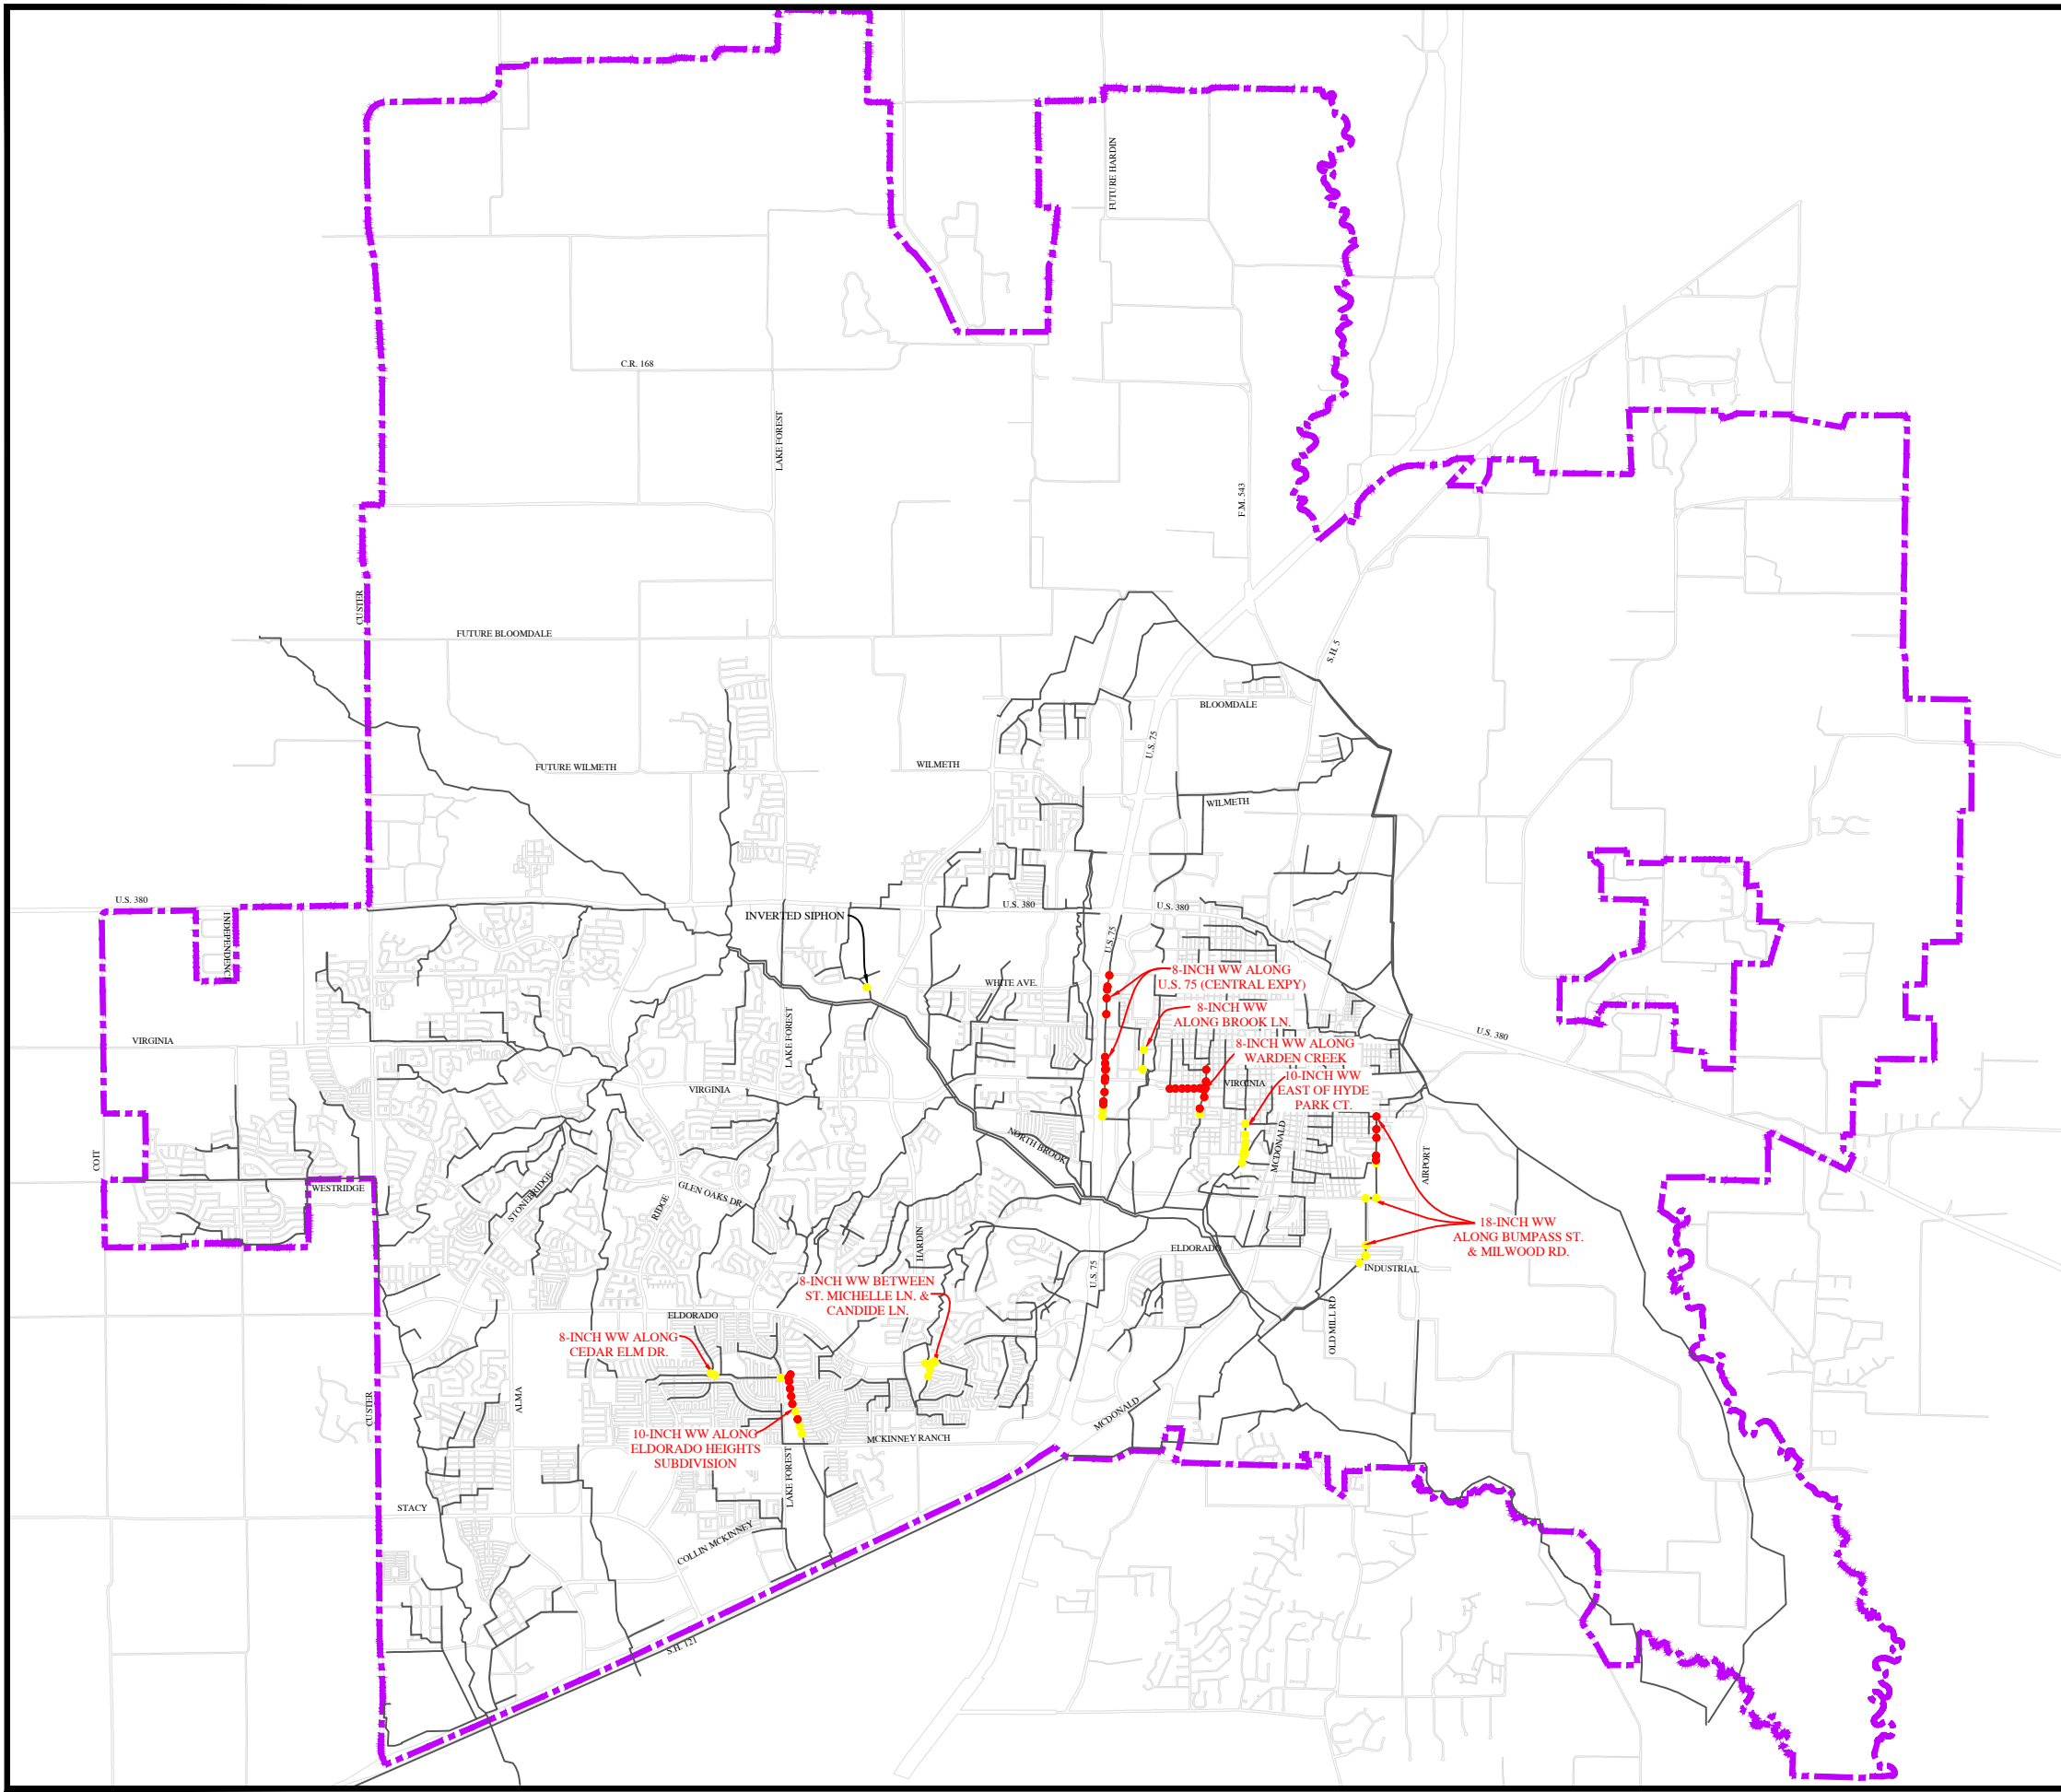 FUTURE HARDIN
C.R. 168
LAKE FOREST
F.M. 543
CUSTER
FUTURE BLOOMDALE
S.H. 5
BLOOMDALE
U.S. 75
FUTURE WILMETH
WILMETH
WILMETH
U.S. 380
INDEPENDENC
INVERTED SIPHON
U.S. 380
U.S. 380
U.S. 75
8-INCH WW ALONG
U.S. 75 (CENTRAL EXPY)
WHITE AVE.
8-INCH WW
ALONG BROOK LN.
LAKE FOREST
U.S. 380
VIRGINIA
8-INCH WW ALONG
WARDEN CREEK
10-INCH WW
EAST OF HYDE
PARK CT.
VIRGINIA
VIRGINIA
NORTH BROOK
MCDONALD
COIT
AIRPORT
WESTRIDGE
STONEBRIDGE
RIDGE
GLEN OAKS DR.
18-INCH WW
ALONG BUMPASS ST.
& MILWOOD RD.
HARDIN
ELDORADO
INDUSTRIAL
U.S. 75
8-INCH WW BETWEEN
ST. MICHELLE LN. &
CANDIDE LN.
ELDORADO
OLD MILL RD
8-INCH WW ALONG
CEDAR ELM DR.
CUSTER
ALMA
MCDONALD
10-INCH WW ALONG
ELDORADO HEIGHTS
SUBDIVISION
MCKINNEY RANCH
LAKE FOREST
STACY
COLLIN MCKINNEY
S.H. 121